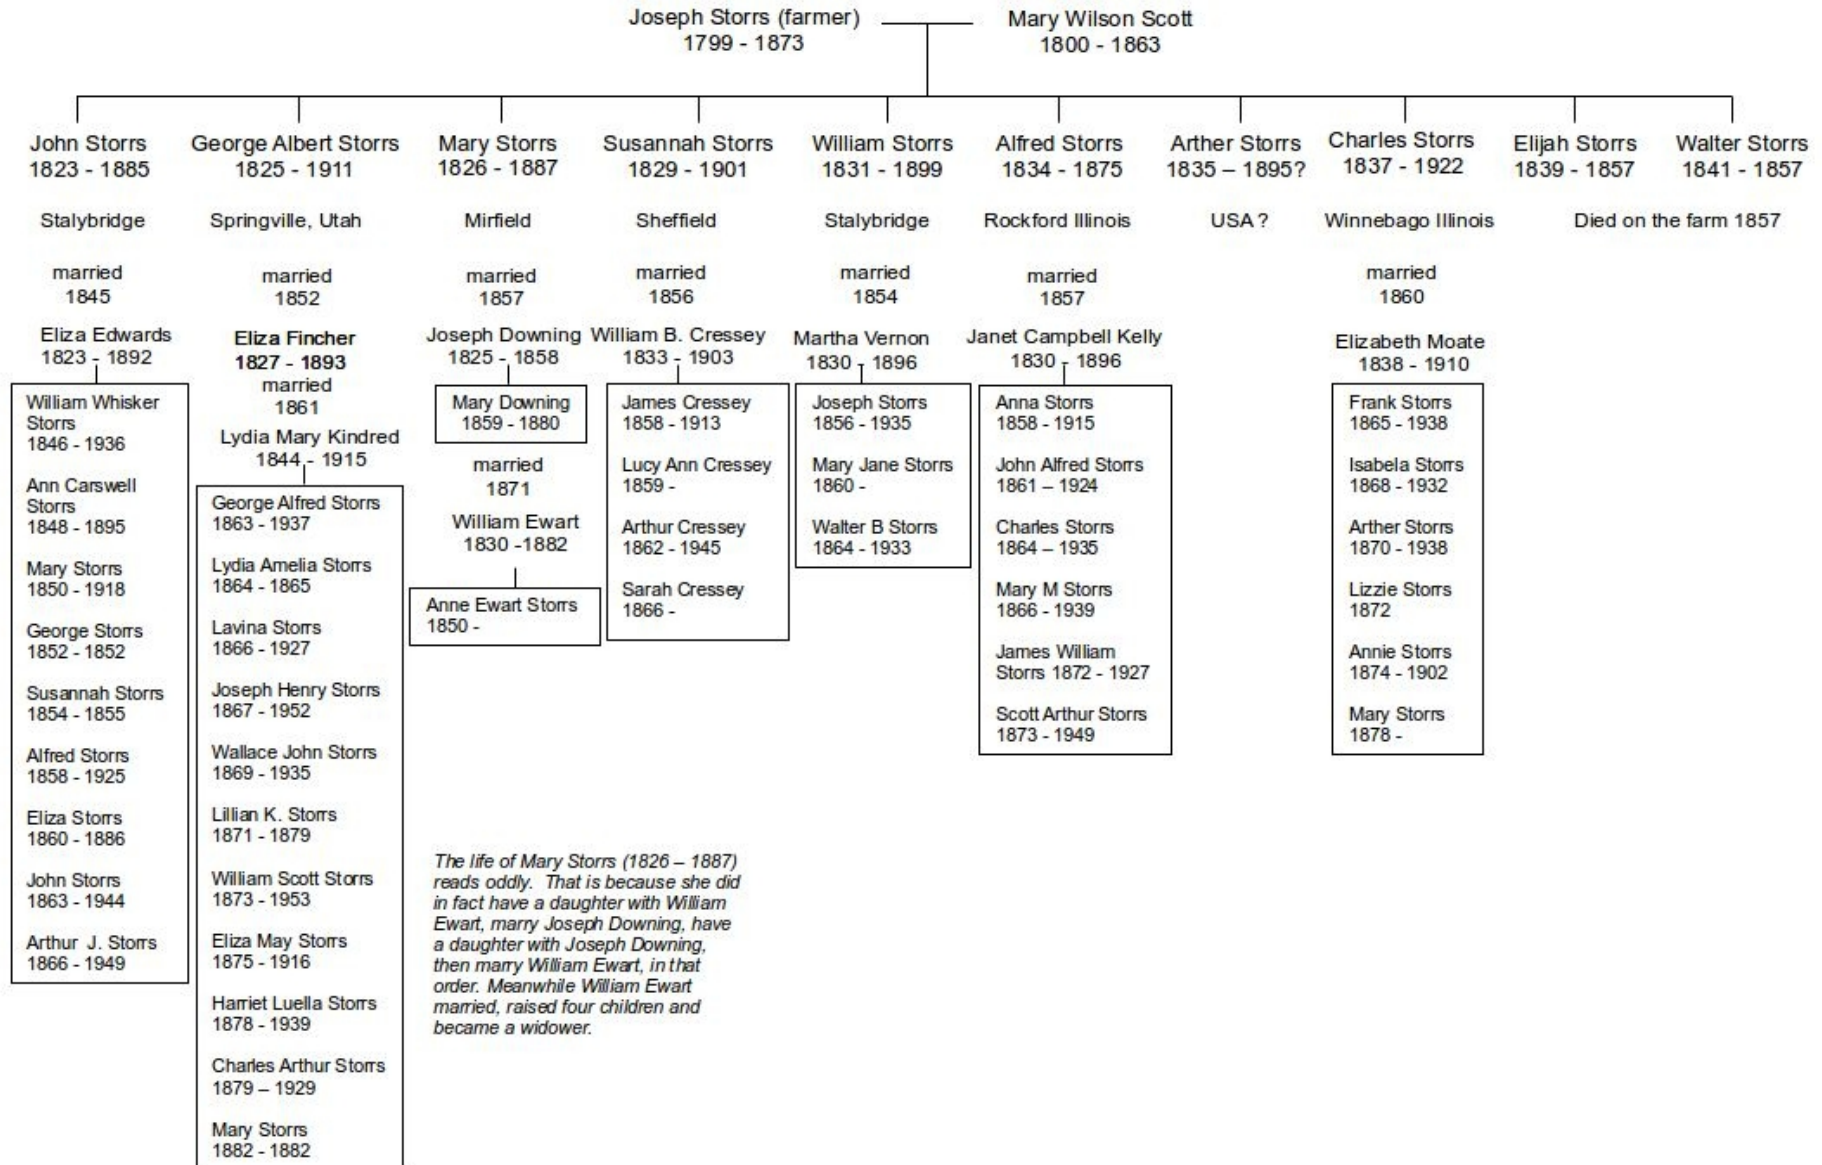 Joseph Storrs (farmer)
1799 - 1873
Mary Wilson Scott
1800 - 1863
John Storrs
1823 - 1885
Stalybridge
married
1845
Eliza Edwards
1823 - 1892
William Whisker
Storrs
1846 - 1936
Ann Carswell
Storrs
1848 - 1895
Mary Storrs
1850 - 1918
George Storrs
1852 - 1852
Susannah Storrs
1854 - 1855
Alfred Storrs
1858 - 1925
Eliza Storrs
1860 - 1886
John Storrs
1863 - 1944
Arthur J. Storrs
1866 - 1949
George Albert Storrs
1825 - 1911
Springville, Utah
married
1852
Eliza Fincher
1827 - 1893
married
1861
Lydia Mary Kindred
1844 - 1915
George Alfred Storrs
1863 - 1937
Lydia Amelia Storrs
1864 - 1865
Lavina Storrs
1866 - 1927
Joseph Henry Storrs
1867 - 1952
Wallace John Storrs
1869 - 1935
Lillian K. Storrs
1871 - 1879
William Scott Storrs
1873 - 1953
Eliza May Storrs
1875 - 1916
Harriet Luella Storrs
1878 - 1939
Charles Arthur Storrs
1879 – 1929
Mary Storrs
1882 - 1882
Mary Storrs
1826 - 1887
Mirfield
married
1857
Joseph Downing
1825 - 1858
Mary Downing
1859 - 1880
married
1871
William Ewart
1830 -1882
Anne Ewart Storrs
1850 -
Susannah Storrs
1829 - 1901
Sheffield
married
1856
William B. Cressey
1833 - 1903
James Cressey
1858 - 1913
Lucy Ann Cressey
1859 -
Arthur Cressey
1862 - 1945
Sarah Cressey
1866 -
William Storrs
1831 - 1899
Stalybridge
married
1854
Martha Vernon
1830 - 1896
Joseph Storrs
1856 - 1935
Mary Jane Storrs
1860 -
Walter B Storrs
1864 - 1933
Alfred Storrs
1834 - 1875
Rockford Illinois
married
1857
Janet Campbell Kelly
1830 - 1896
Anna Storrs
1858 - 1915
John Alfred Storrs
1861 – 1924
Charles Storrs
1864 – 1935
Mary M Storrs
1866 - 1939
James William
Storrs 1872 - 1927
Scott Arthur Storrs
1873 - 1949
Arther Storrs
1835 – 1895?
USA ?
Charles Storrs
1837 - 1922
Winnebago Illinois
married
1860
Elizabeth Moate
1838 - 1910
Frank Storrs
1865 - 1938
Isabela Storrs
1868 - 1932
Arther Storrs
1870 - 1938
Lizzie Storrs
1872
Annie Storrs
1874 - 1902
Mary Storrs
1878 -
Elijah Storrs
1839 - 1857
Walter Storrs
1841 - 1857
Died on the farm 1857
The life of Mary Storrs (1826 – 1887)
reads oddly. That is because she did
in fact have a daughter with William
Ewart, marry Joseph Downing, have
a daughter with Joseph Downing,
then marry William Ewart, in that
order. Meanwhile William Ewart
married, raised four children and
became a widower.